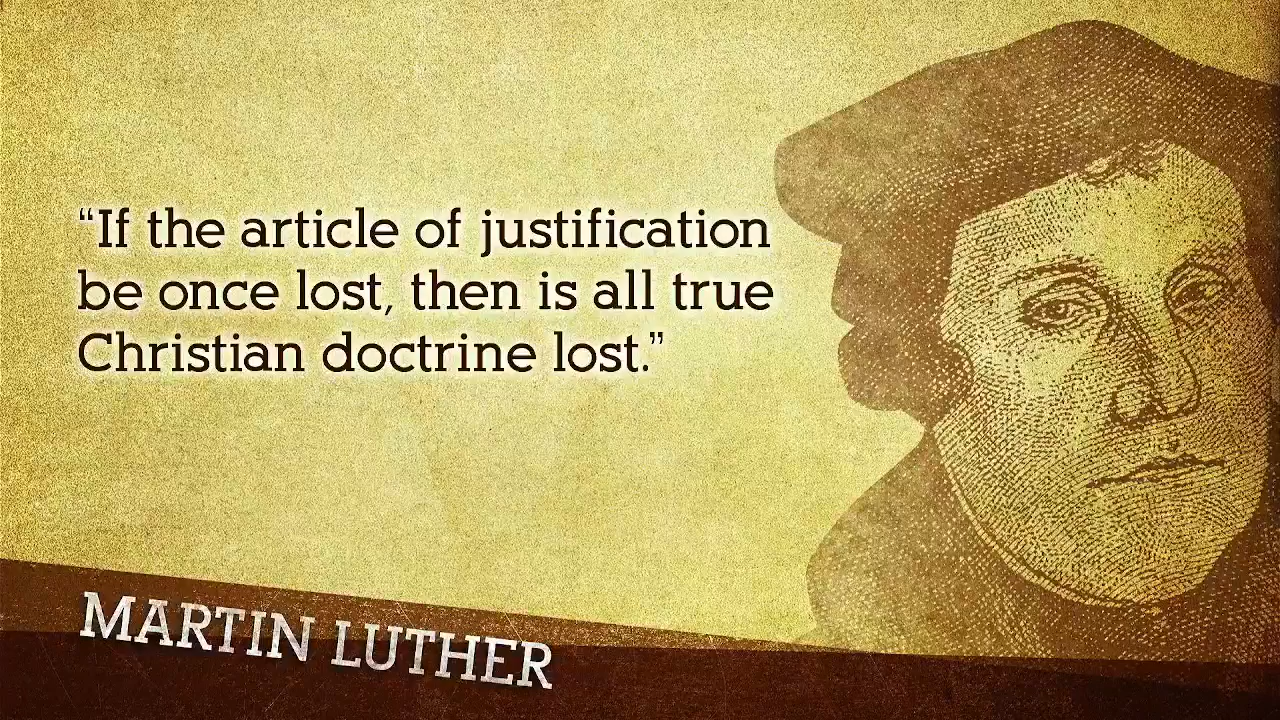 “If the article of justification
be once lost, then is all true
Christian doctrine lost.”
MARTIN LUTHER